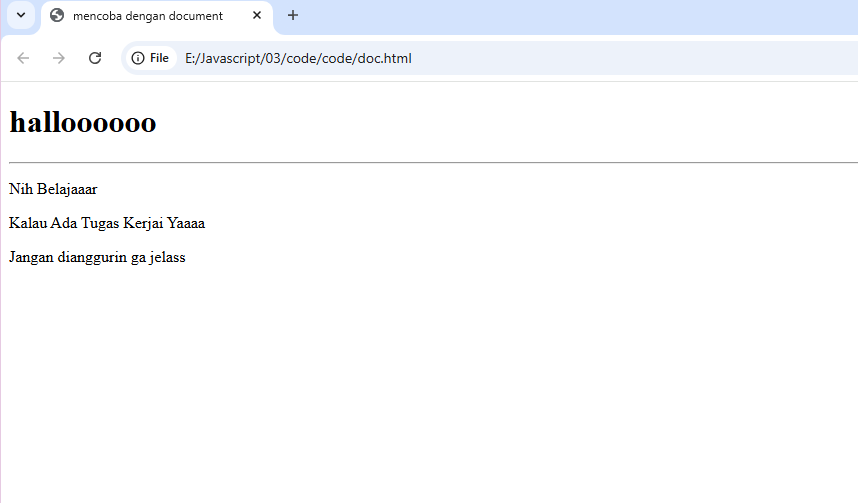 mencoba dengan document
File E:/Javascript/03/code/code/doc.html
halloooooo
Nih Belajaaar
Kalau Ada Tugas Kerjai Yaaaa
Jangan dianggurin ga jelass